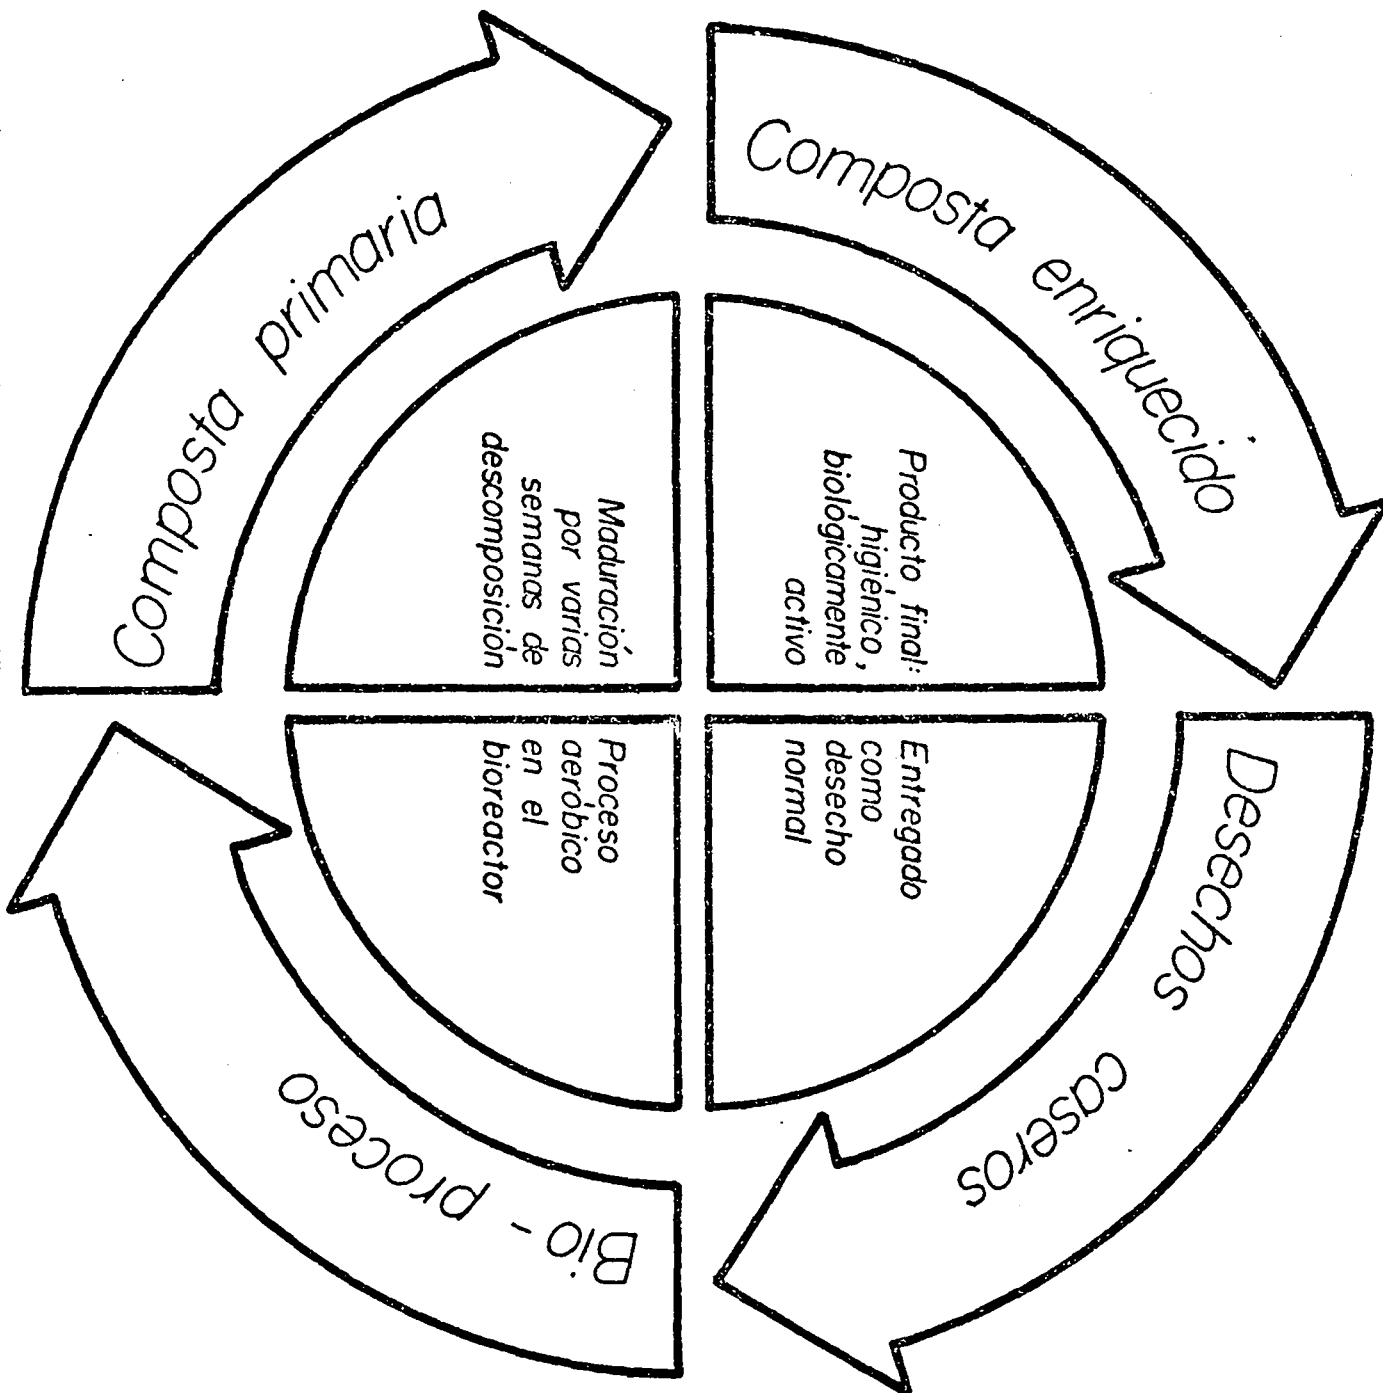 Composta primaria
Composta enriquecido
Desechos caseros
Bio - proceso
Maduración
por varias
semanas de
descomposición
Producto final:
higiénico,
biológicamente
activo
Entregado
como
desecho
normal
Proceso
aeróbico
en el
bioreactor